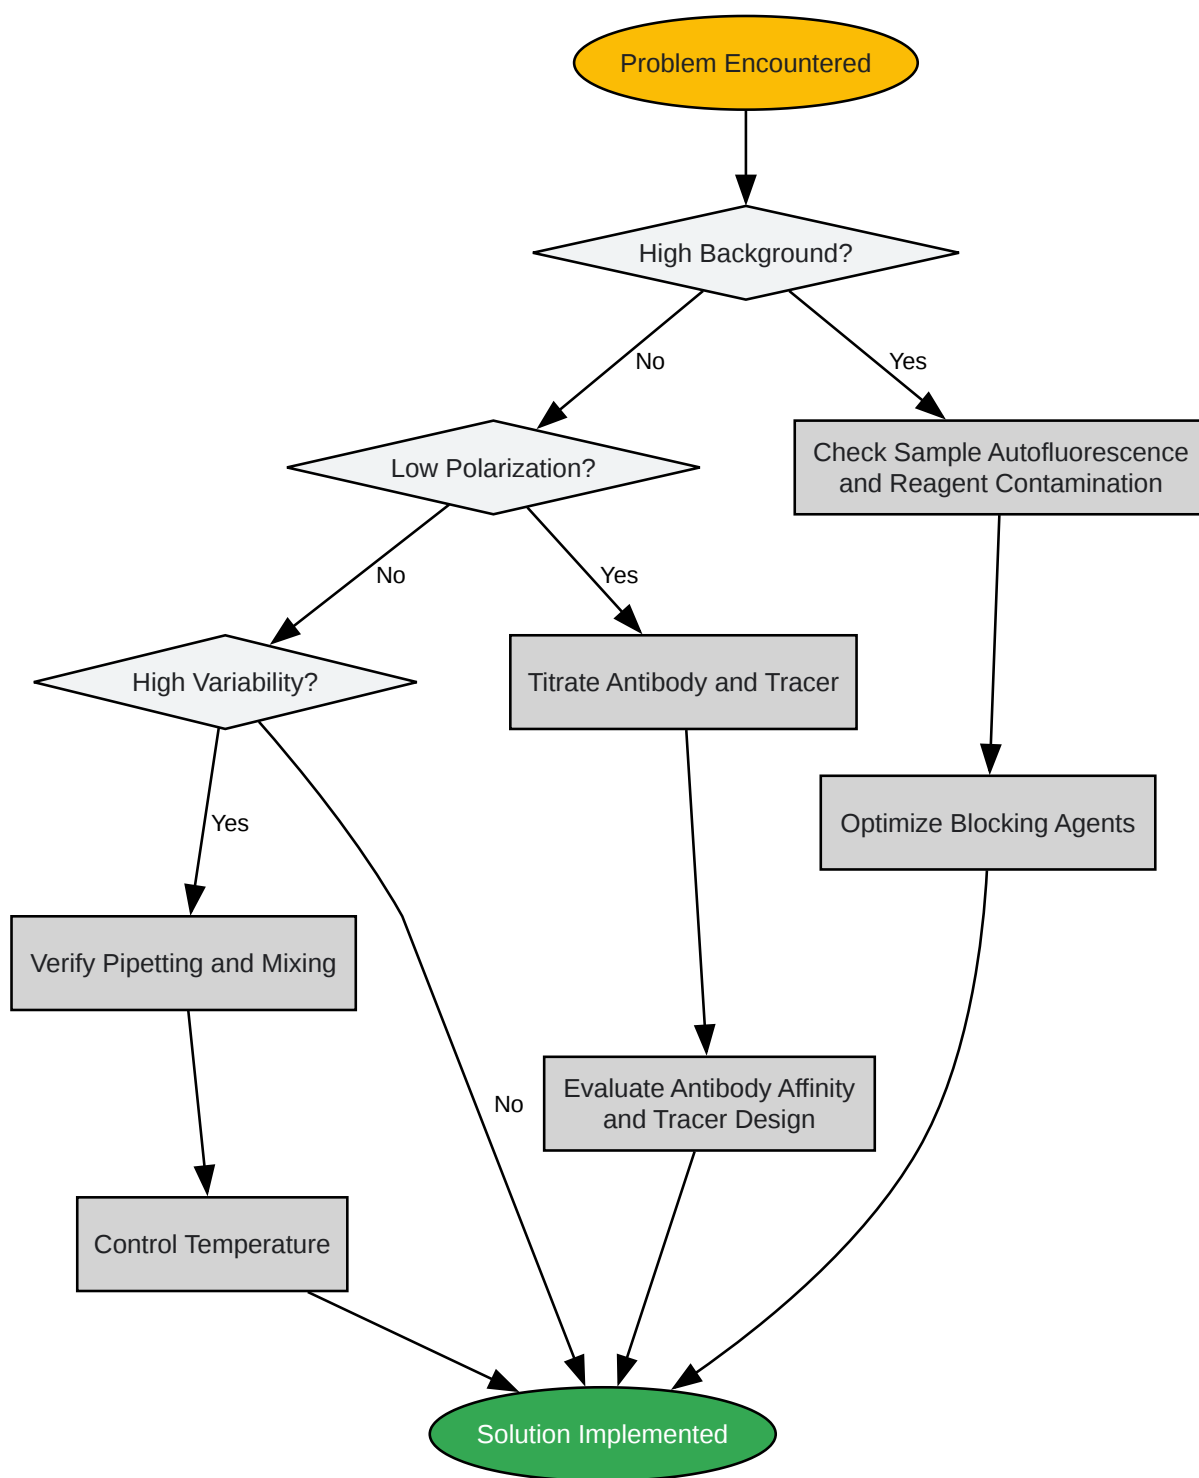 Problem Encountered
High Background?
No
Yes
Low Polarization?
Check Sample Autofluorescence
and Reagent Contamination
No
Yes
High Variability?
Titrate Antibody and Tracer
Yes
Optimize Blocking Agents
Verify Pipetting and Mixing
No
Evaluate Antibody Affinity
and Tracer Design
Control Temperature
Solution Implemented